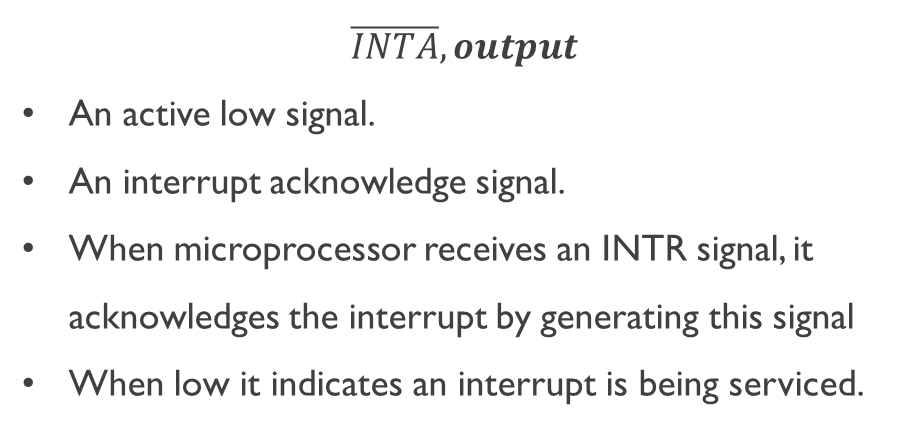 $\overline{INTA}$, output
• An active low signal.
• An interrupt acknowledge signal.
• When microprocessor receives an INTR signal, it
acknowledges the interrupt by generating this signal
• When low it indicates an interrupt is being serviced.